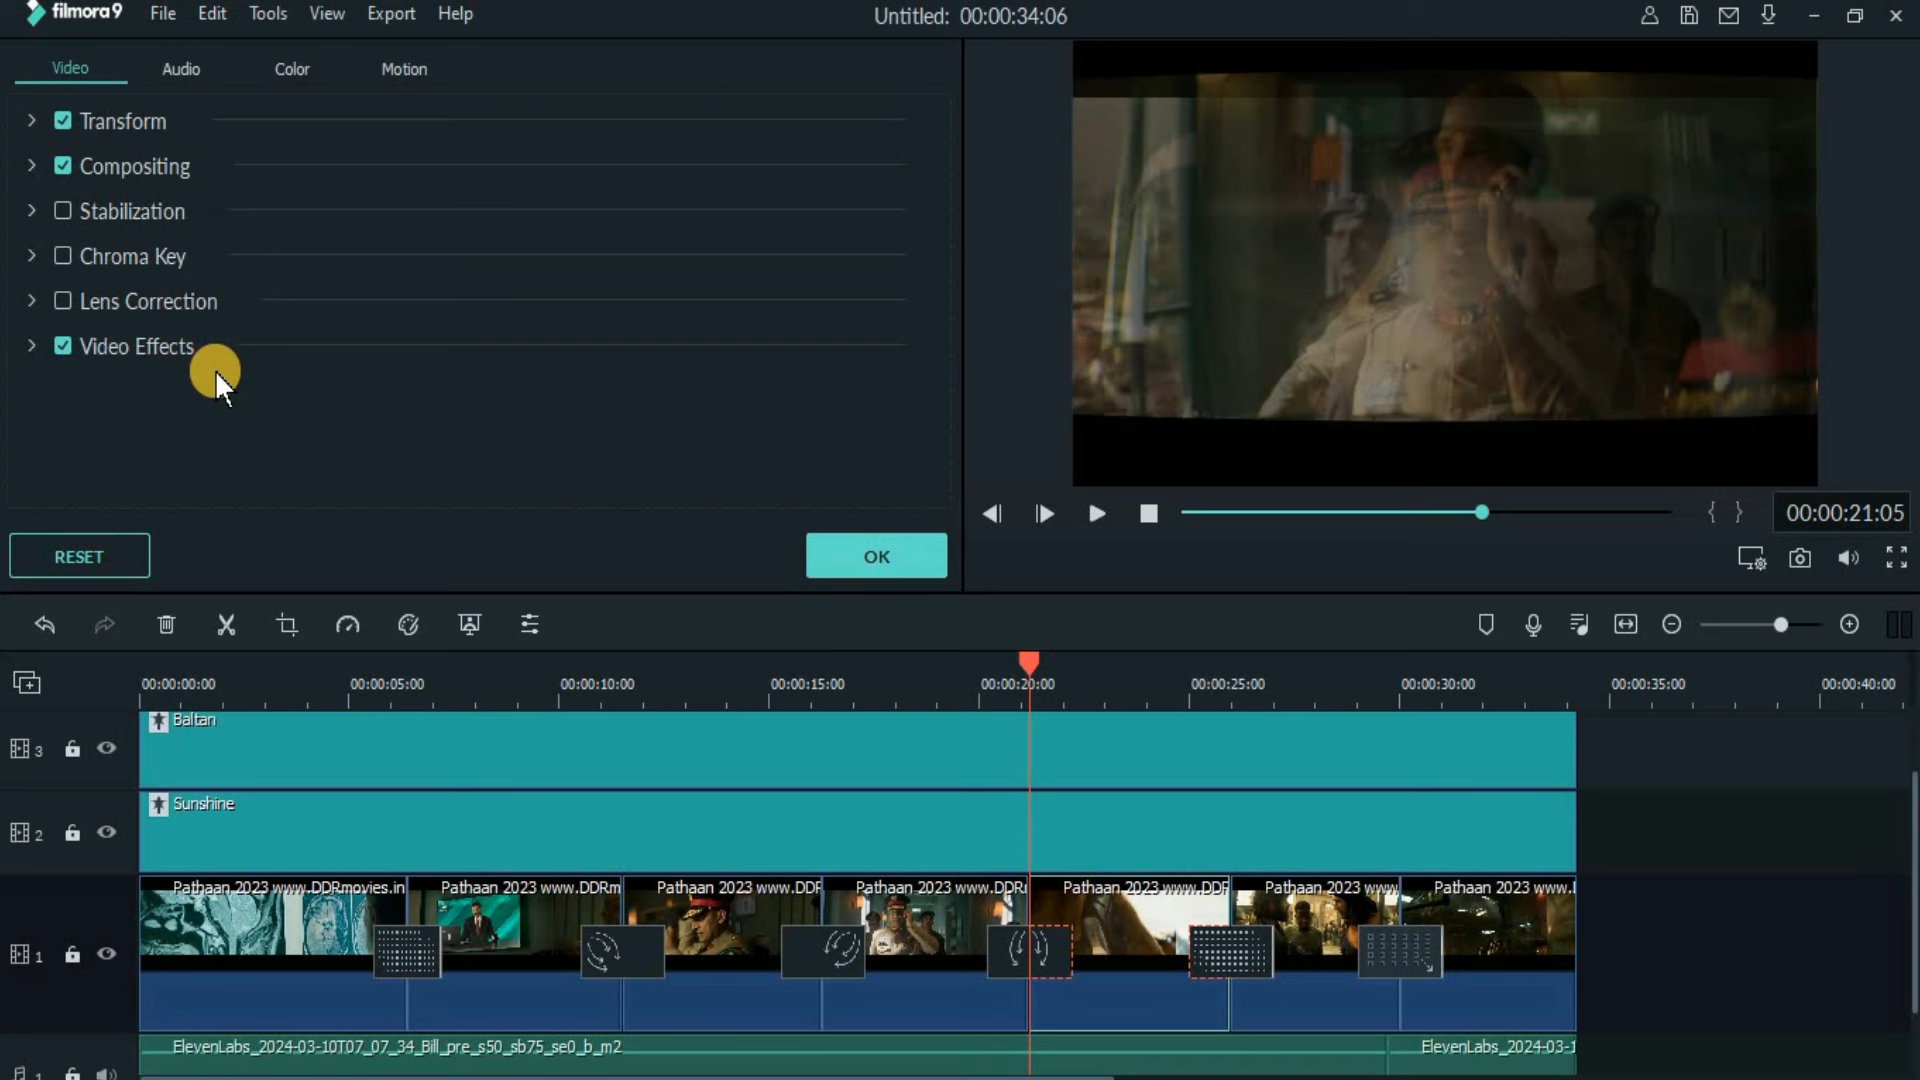 filmora9 File Edit Tools View Export Help Untitled: 00:00:34:06
Video Audio Color Motion
Transform
Compositing
Stabilization
Chroma Key
Lens Correction
Video Effects
RESET OK
{ } 00:00:21:05
00:00:00:00 00:00:05:00 00:00:10:00 00:00:15:00 00:00:20:00 00:00:25:00 00:00:30:00 00:00:35:00 00:00:40:00
Baltan
3
Sunshine
2
Pathaan 2023 www.DDRmovies.in Pathaan 2023 www.DDRm Pathaan 2023 www.DDF Pathaan 2023 www.DDRı Pathaan 2023 www.DDF Pathaan 2023 www Pathaan 2023 www.I
1
ElevenLabs_2024-03-10T07_07_34_Bill_pre_s50_sb75_se0_b_m2 ElevenLabs_2024-03-1
1